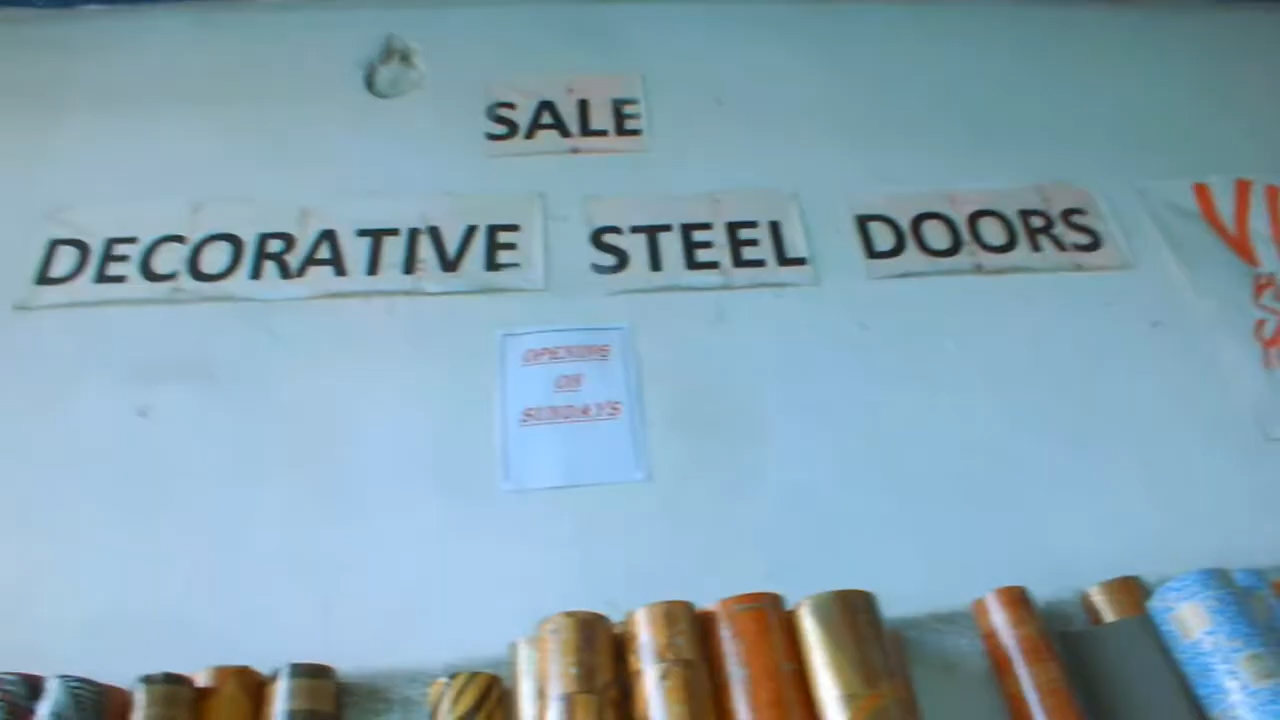 SALE
DECORATIVE STEEL DOORS
OPENING
ON
SUNDAYS